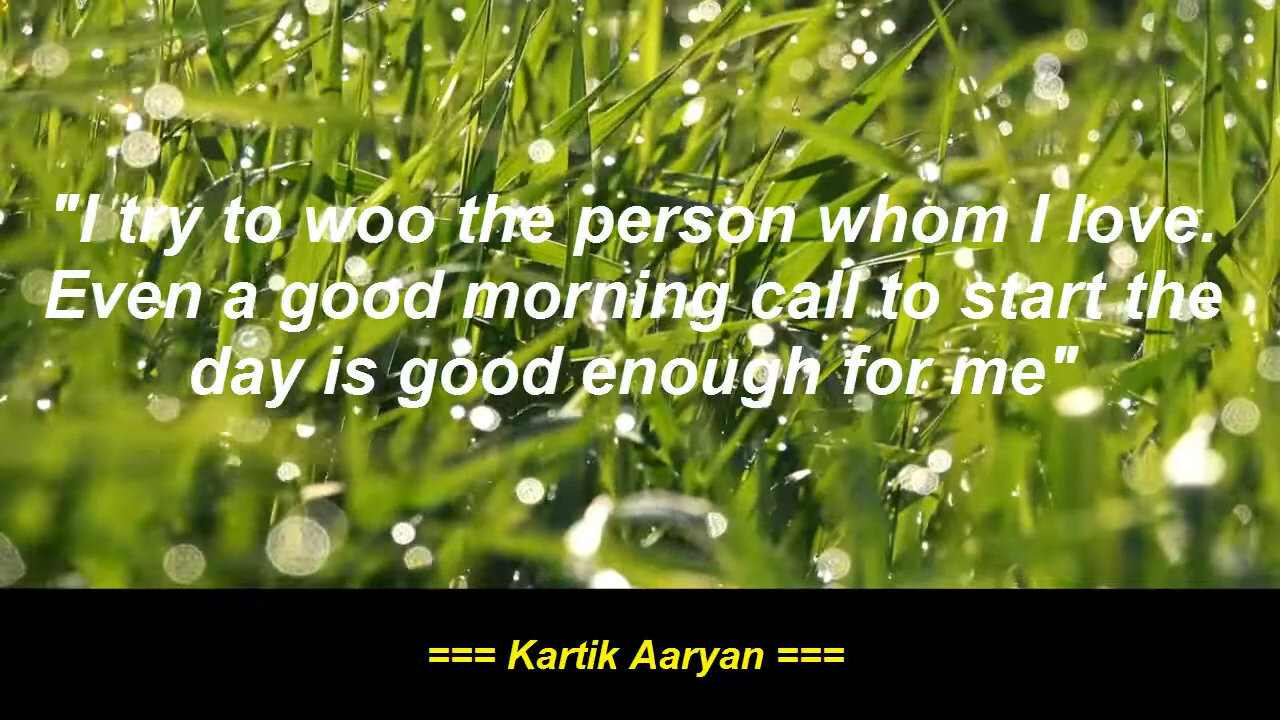 "I try to woo the person whom I love.
Even a good morning call to start the
day is good enough for me"
=== Kartik Aaryan ===